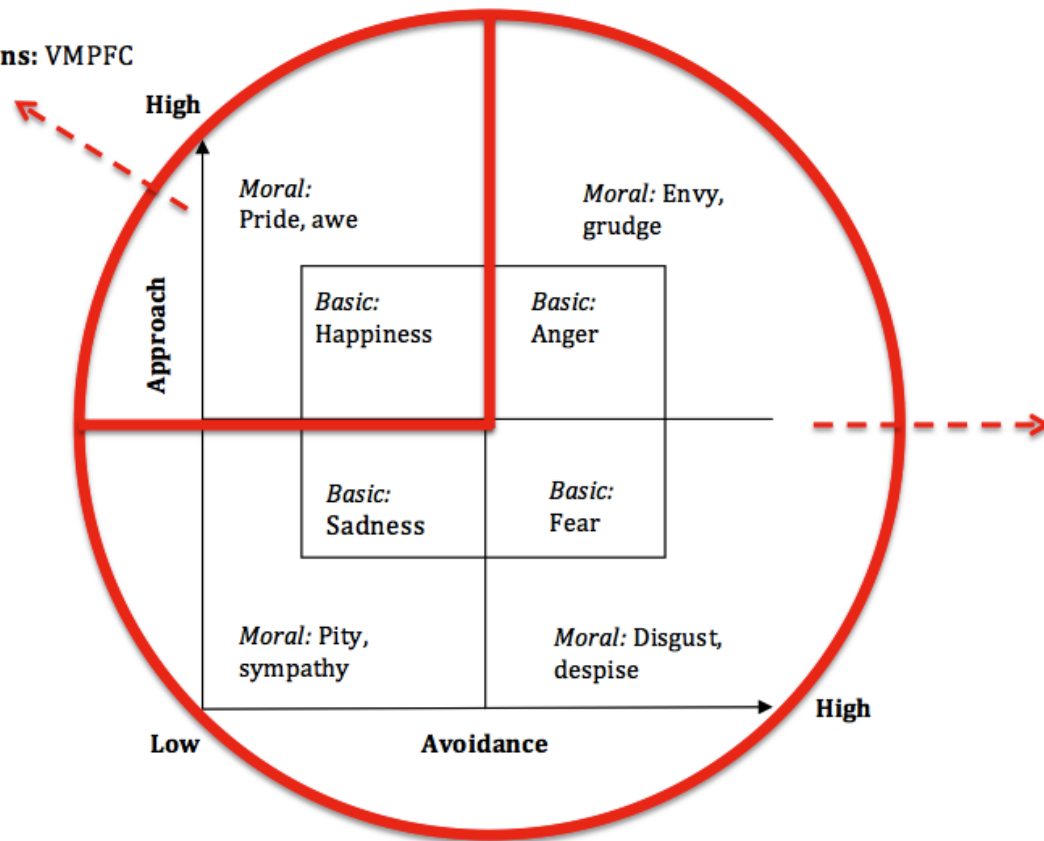 ns: VMPFC
High
Moral:
Pride, awe
Moral: Envy,
grudge
Approach
Basic:
Happiness
Basic:
Anger
Basic:
Sadness
Basic:
Fear
Moral: Pity,
sympathy
Moral: Disgust,
despise
High
Low
Avoidance